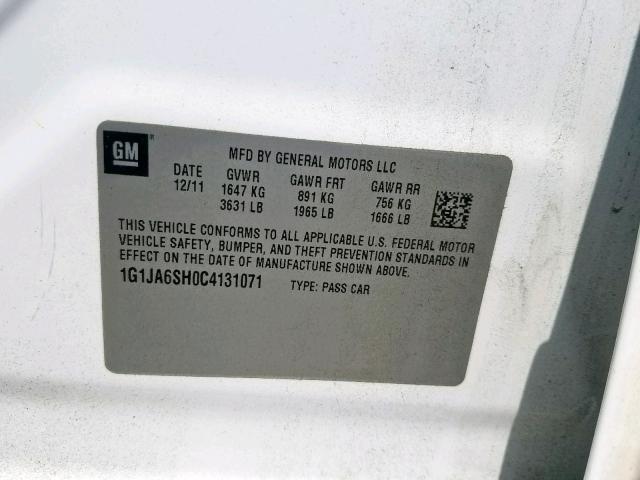 GM
MFD BY GENERAL MOTORS LLC
DATE GVWR GAWR FRT GAWR RR
12/11 1647 KG 891 KG 756 KG
3631 LB 1965 LB 1666 LB
THIS VEHICLE CONFORMS TO ALL APPLICABLE U.S. FEDERAL MOTOR
VEHICLE SAFETY, BUMPER, AND THEFT PREVENTION STANDARDS IN
EFFECT ON THE DATE OF MANUFACTURE SHOWN ABOVE.
1G1JA6SH0C4131071 TYPE: PASS CAR